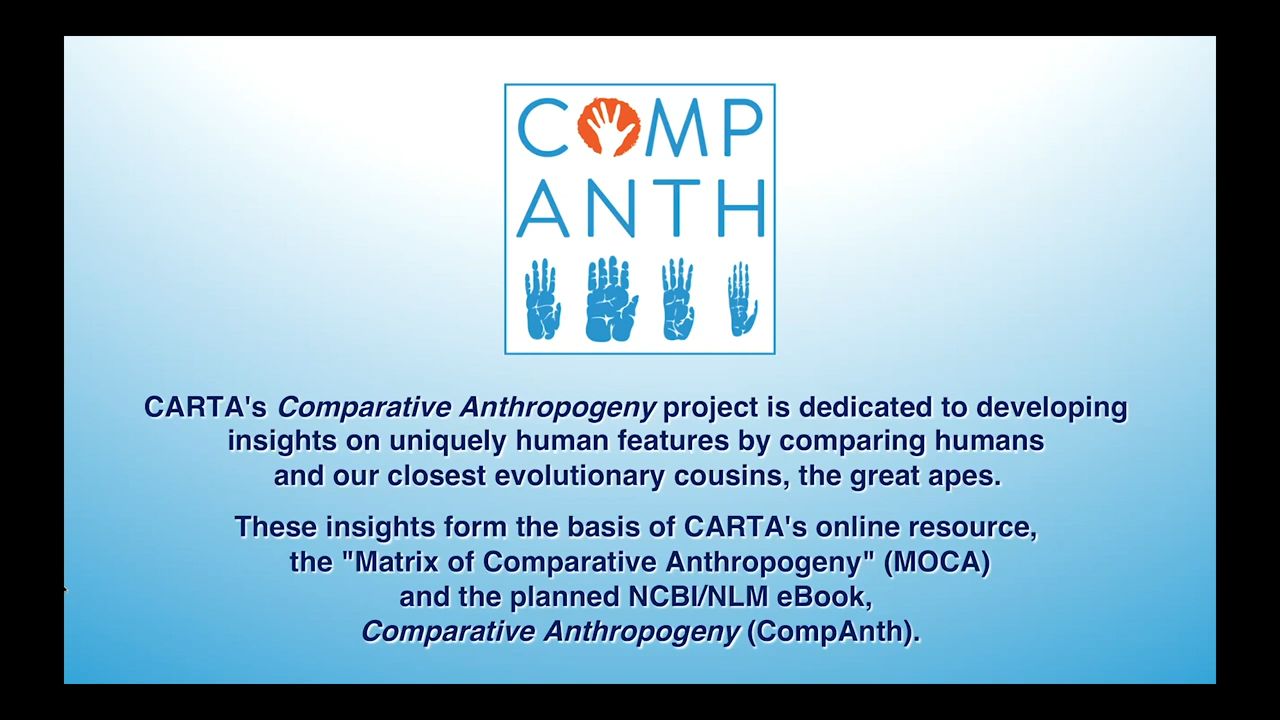 COMP
ANTH
CARTA's Comparative Anthropogeny project is dedicated to developing
insights on uniquely human features by comparing humans
and our closest evolutionary cousins, the great apes.
These insights form the basis of CARTA's online resource,
the "Matrix of Comparative Anthropogeny" (MOCA)
and the planned NCBI/NLM eBook,
Comparative Anthropogeny (CompAnth).